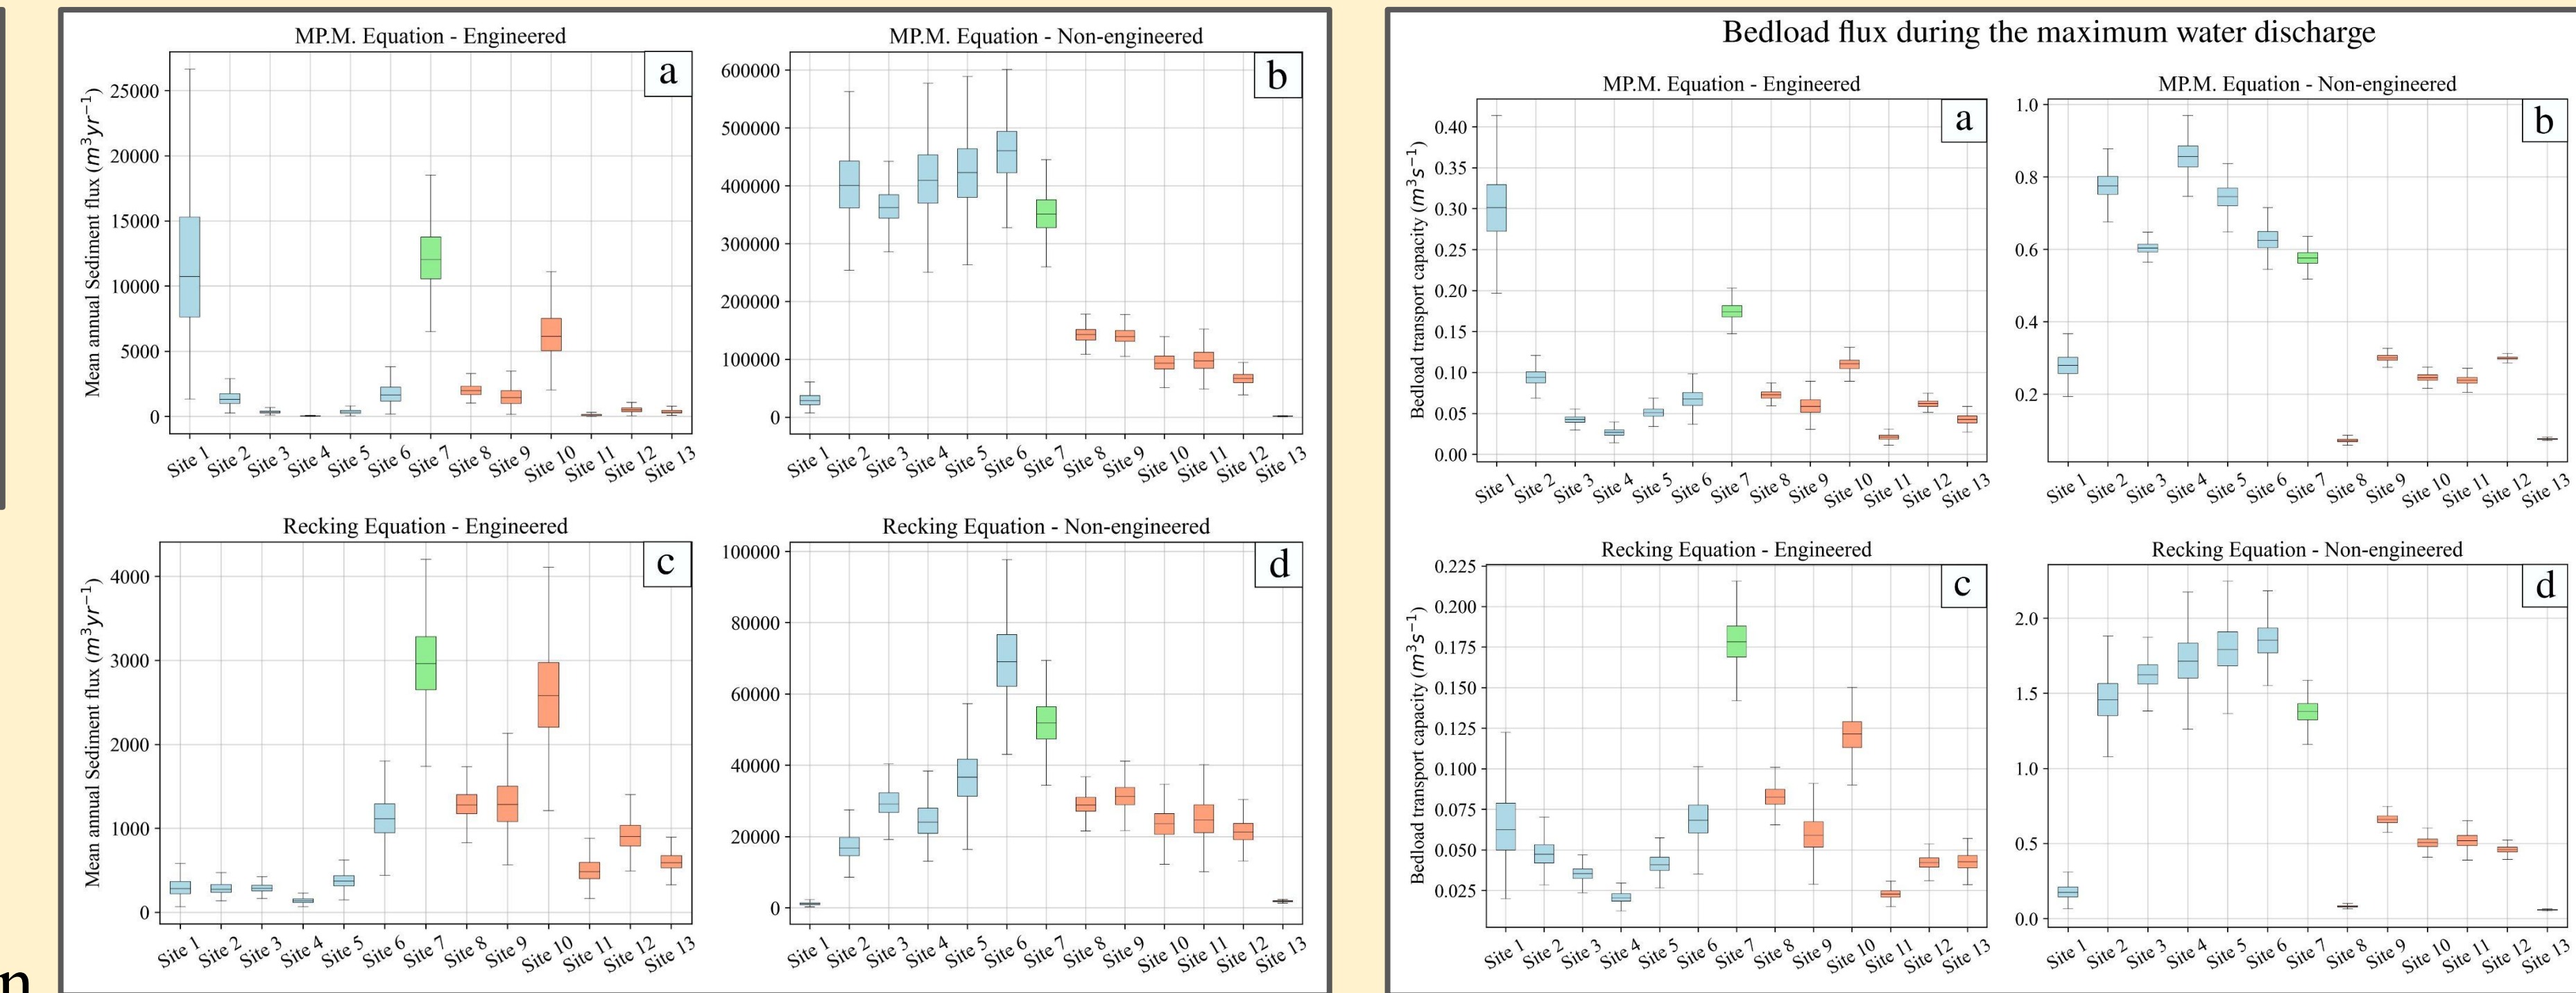 MP.M. Equation - Engineered
a
Mean annual Sediment flux (m³yr⁻¹)
25000
20000
15000
10000
5000
0
Site 1 Site 2 Site 3 Site 4 Site 5 Site 6 Site 7 Site 8 Site 9 Site 10 Site 11 Site 12 Site 13
MP.M. Equation - Non-engineered
b
600000
500000
400000
300000
200000
100000
0
Site 1 Site 2 Site 3 Site 4 Site 5 Site 6 Site 7 Site 8 Site 9 Site 10 Site 11 Site 12 Site 13
Recking Equation - Engineered
c
Mean annual Sediment flux (m³yr⁻¹)
4000
3000
2000
1000
0
Site 1 Site 2 Site 3 Site 4 Site 5 Site 6 Site 7 Site 8 Site 9 Site 10 Site 11 Site 12 Site 13
Recking Equation - Non-engineered
d
100000
80000
60000
40000
20000
0
Site 1 Site 2 Site 3 Site 4 Site 5 Site 6 Site 7 Site 8 Site 9 Site 10 Site 11 Site 12 Site 13
Bedload flux during the maximum water discharge
MP.M. Equation - Engineered
a
Bedload transport capacity (m³s⁻¹)
0.40
0.35
0.30
0.25
0.20
0.15
0.10
0.05
0.00
Site 1 Site 2 Site 3 Site 4 Site 5 Site 6 Site 7 Site 8 Site 9 Site 10 Site 11 Site 12 Site 13
MP.M. Equation - Non-engineered
b
1.0
0.8
0.6
0.4
0.2
Site 1 Site 2 Site 3 Site 4 Site 5 Site 6 Site 7 Site 8 Site 9 Site 10 Site 11 Site 12 Site 13
Recking Equation - Engineered
c
Bedload transport capacity (m³s⁻¹)
0.225
0.200
0.175
0.150
0.125
0.100
0.075
0.050
0.025
Site 1 Site 2 Site 3 Site 4 Site 5 Site 6 Site 7 Site 8 Site 9 Site 10 Site 11 Site 12 Site 13
Recking Equation - Non-engineered
d
2.0
1.5
1.0
0.5
0.0
Site 1 Site 2 Site 3 Site 4 Site 5 Site 6 Site 7 Site 8 Site 9 Site 10 Site 11 Site 12 Site 13